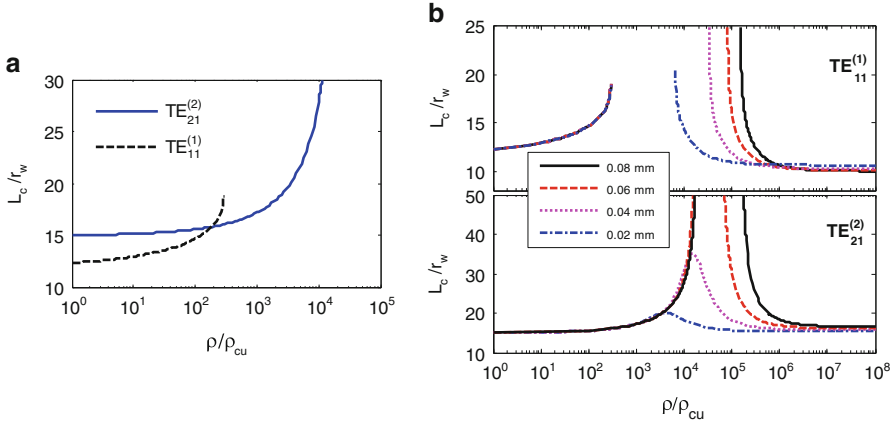 a
30
25
20
15
10
L_c /r_w
TE_21^(2)
TE_11^(1)
10^0 10^1 10^2 10^3 10^4 10^5
ρ/ρ_cu
b
25
20
15
10
L_c /r_w
TE_11^(1)
0.08 mm
0.06 mm
0.04 mm
0.02 mm
50
40
30
20
10
L_c /r_w
TE_21^(2)
10^0 10^1 10^2 10^3 10^4 10^5 10^6 10^7 10^8
ρ/ρ_cu